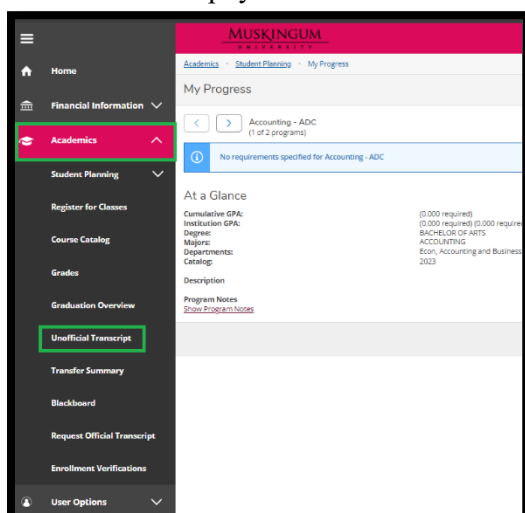 MUSKINGUM
UNIVERSITY
Home
Financial Information
Academics
Student Planning
Register for Classes
Course Catalog
Grades
Graduation Overview
Unofficial Transcript
Transfer Summary
Blackboard
Request Official Transcript
Enrollment Verifications
User Options
Academics Student Planning My Progress
My Progress
Accounting - ADC
(1 of 2 programs)
No requirements specified for Accounting - ADC
At a Glance
Cumulative GPA: (0.000 required)
Institution GPA: (0.000 required) (0.000 require
Degree: BACHELOR OF ARTS
Majors: ACCOUNTING
Departments: Econ, Accounting and Business
Catalog: 2023
Description
Program Notes
Show Program Notes